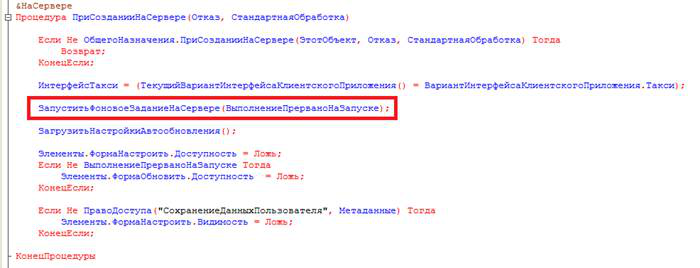 &НаСервере
Процедура ПриСозданииНаСервере(Отказ, СтандартнаяОбработка)
Если Не ОбщегоНазначения.ПриСозданииНаСервере(ЭтотОбъект, Отказ, СтандартнаяОбработка) Тогда
Возврат;
КонецЕсли;
ИнтерфейсТакси = (ТекущийВариантИнтерфейсаКлиентскогоПриложения() = ВариантИнтерфейсаКлиентскогоПриложения.Такси);
ЗапуститьФоновоеЗаданиеНаСервере(ВыполнениеПрерваноНаЗапуске);
ЗагрузитьНастройкиАвтообновления();
Элементы.ФормаНастроить.Доступность = Ложь;
Если Не ВыполнениеПрерваноНаЗапуске Тогда
Элементы.ФормаОбновить.Доступность  = Ложь;
КонецЕсли;
Если Не ПравоДоступа("СохранениеДанныхПользователя", Метаданные) Тогда
Элементы.ФормаНастроить.Видимость = Ложь;
КонецЕсли;
КонецПроцедуры